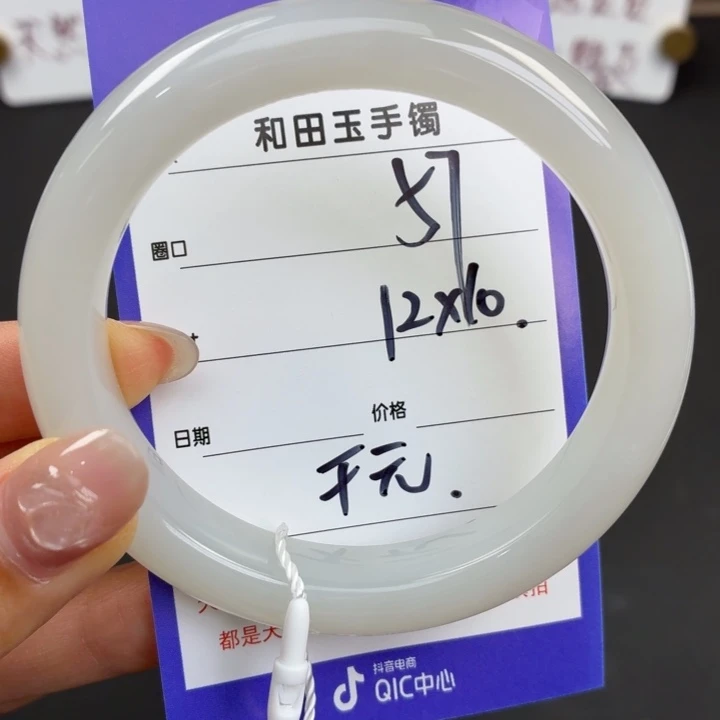 和田玉手镯
圈口 57
12x10.
日期 价格
千元.
都是天
抖音电商
QIC中心